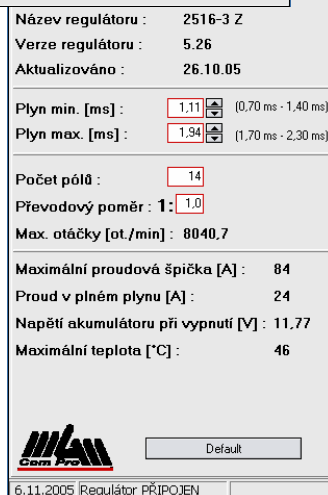 Název regulátoru : 2516-3 Z
Verze regulátoru : 5.26
Aktualizováno : 26.10.05
Plyn min. [ms] : 1,11 (0,70 ms - 1,40 ms)
Plyn max. [ms] : 1,94 (1,70 ms - 2,30 ms)
Počet pólů : 14
Převodový poměr : 1: 1,0
Max. otáčky [ot./min] : 8040,7
Maximální proudová špička [A] : 84
Proud v plném plynu [A] : 24
Napětí akumulátoru při vypnutí [V] : 11,77
Maximální teplota [°C] : 46
Com Pro
Default
6.11.2005 Regulátor PŘIPOJEN